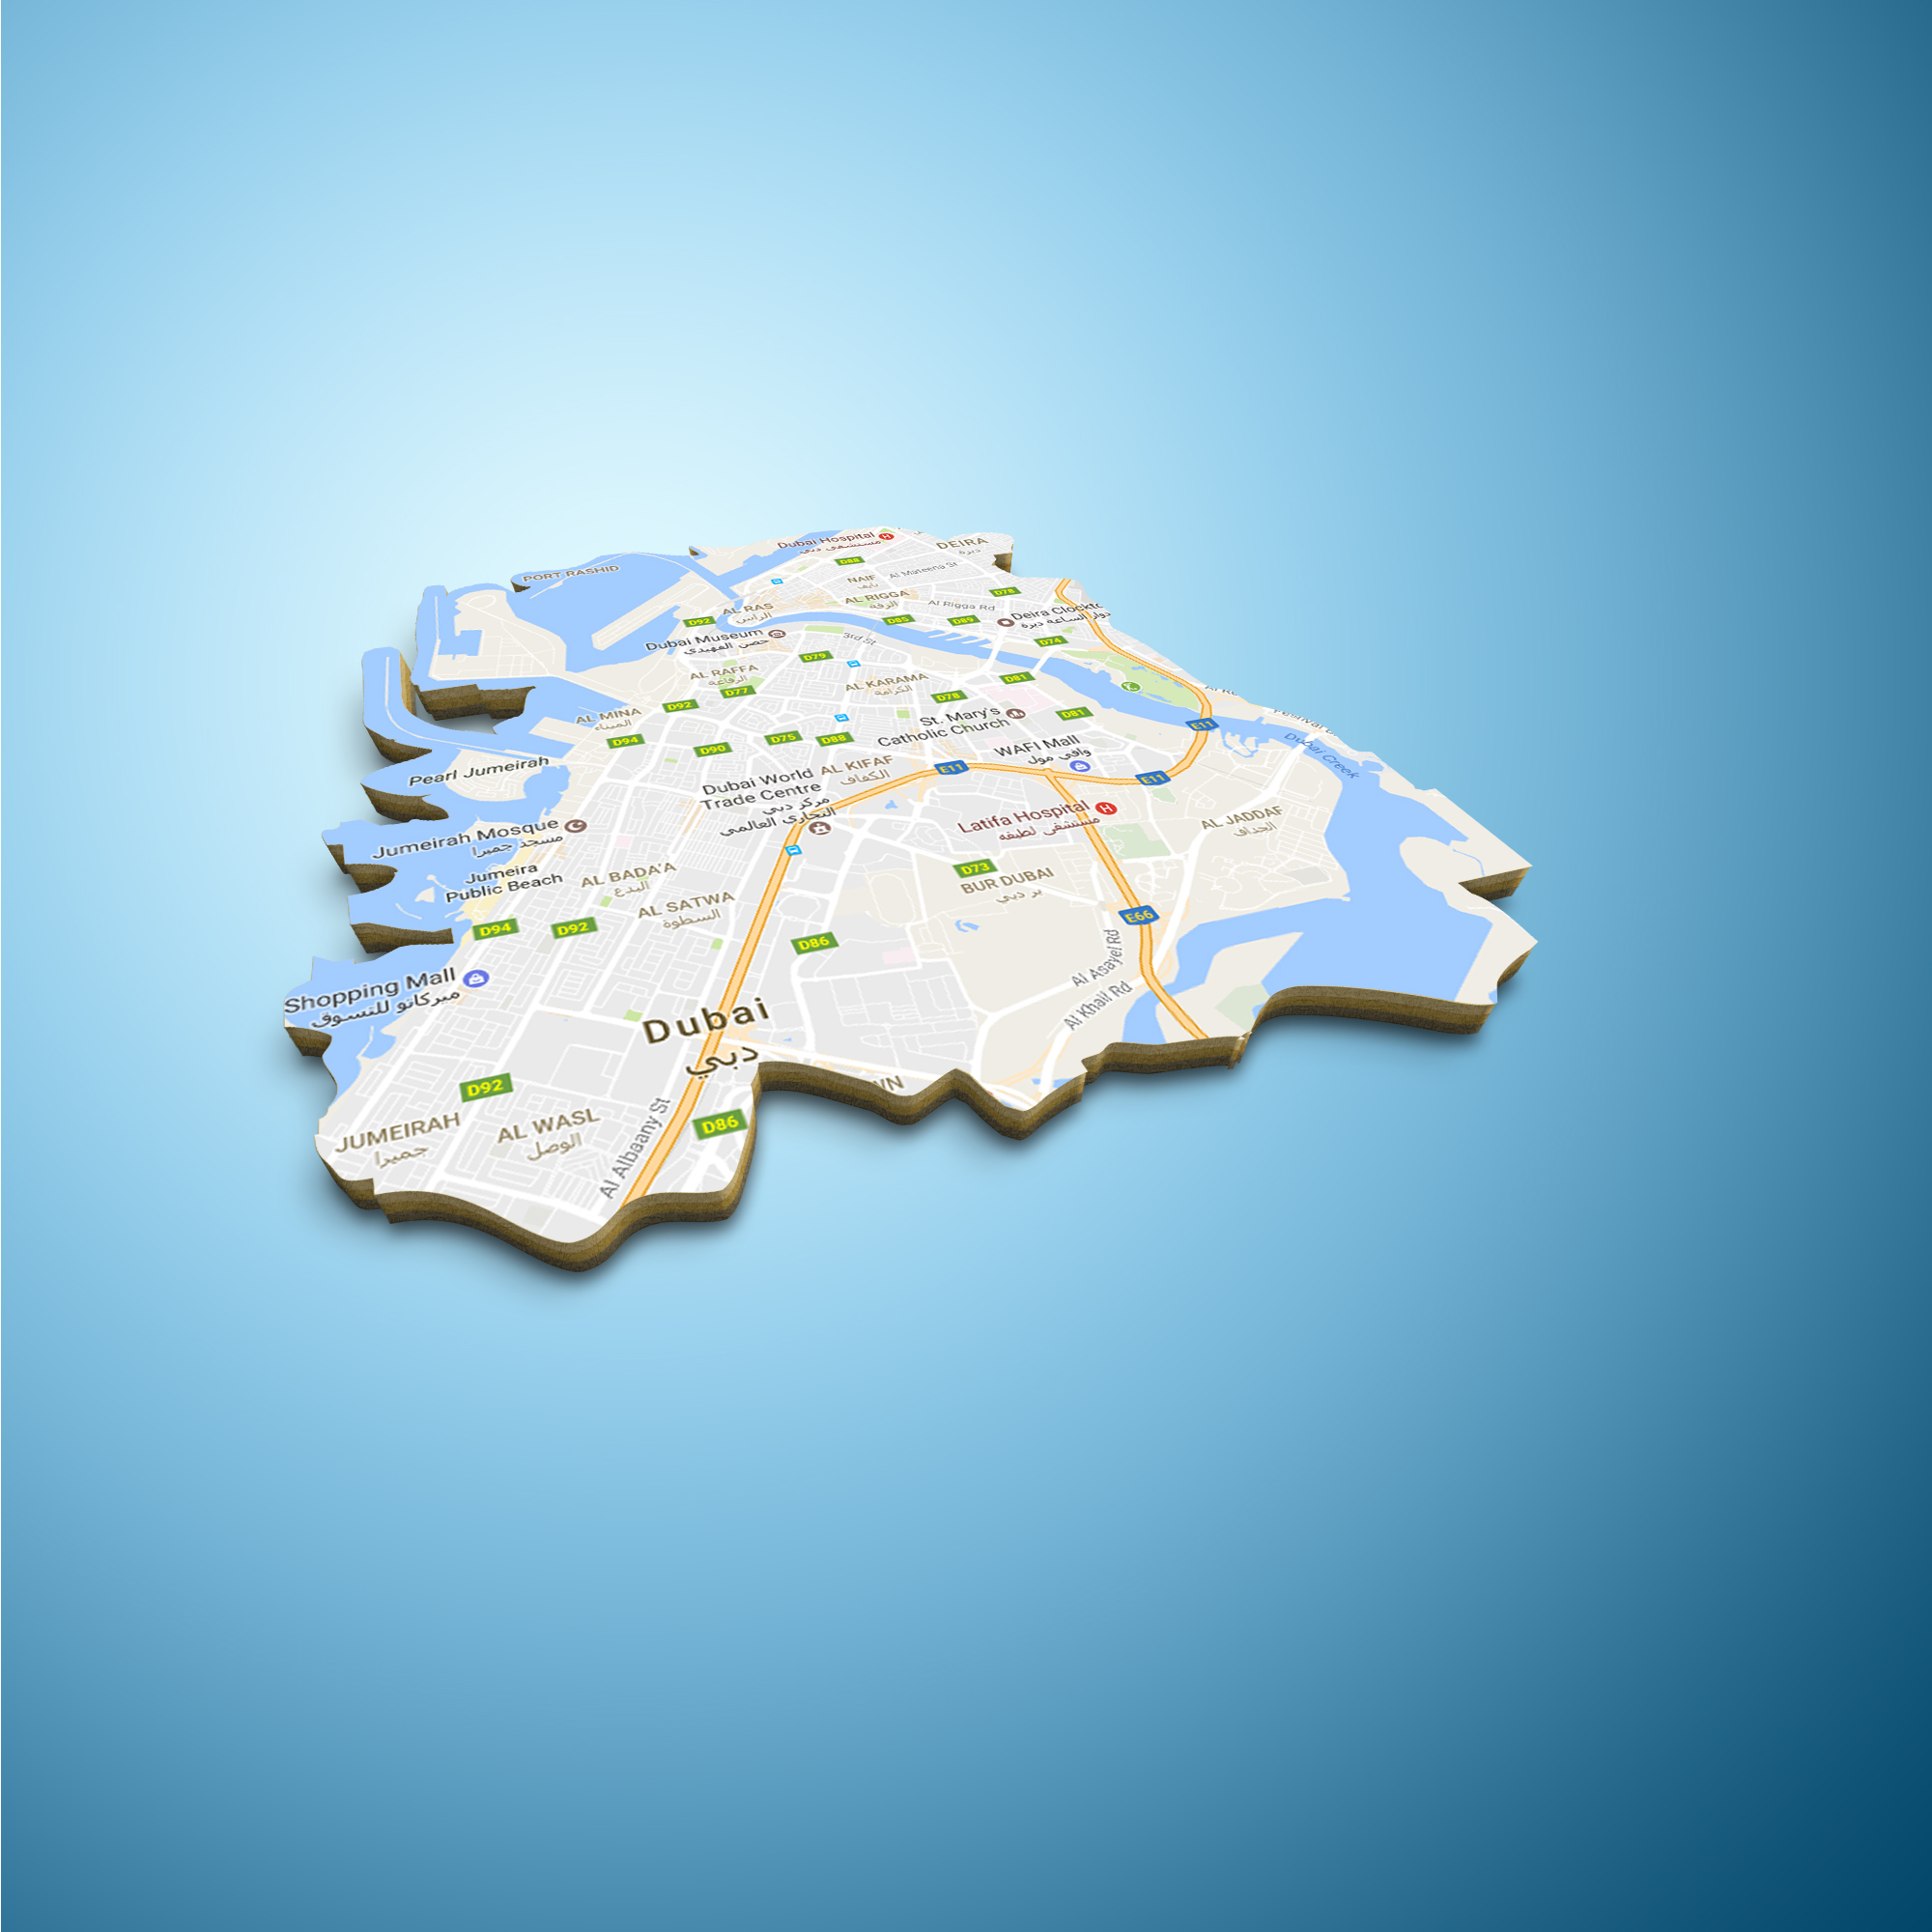 Dubai Hospital
مستشفى دبي
DEIRA
ديرة
D88
PORT RASHID
NAIF
نايف
Al Mateena St
AL RIGGA
الرقة
D78
Al Rigga Rd
AL RAS
الراس
D92
D85
D89
Deira Clockto
دوار الساعة ديرة
Dubai Museum
حصن الفهيدي
3rd St
D74
D79
AL RAFFA
الرفاعة
D77
AL KARAMA
الكرامة
D78
D81
D92
AL MINA
الميناء
D94
D90
D75
D88
St. Mary's
Catholic Church
D81
E11
Dubai Creek
WAFI Mall
وافي مول
Pearl Jumeirah
Dubai World
Trade Centre
مركز دبي
التجاري العالمي
AL KIFAF
الكفاف
E11
E11
Latifa Hospital
مستشفى لطيفه
AL JADDAF
الجداف
Jumeirah Mosque
مسجد جميرا
Jumeira
Public Beach
AL BADA'A
البدع
AL SATWA
السطوة
D73
BUR DUBAI
بر دبي
E66
D94
D92
D86
Al Asayel Rd
Al Khail Rd
Shopping Mall
ميركاتو للتسوق
Dubai
دبي
D92
JUMEIRAH
جميرا
AL WASL
الوصل
Al Albaany St
D86